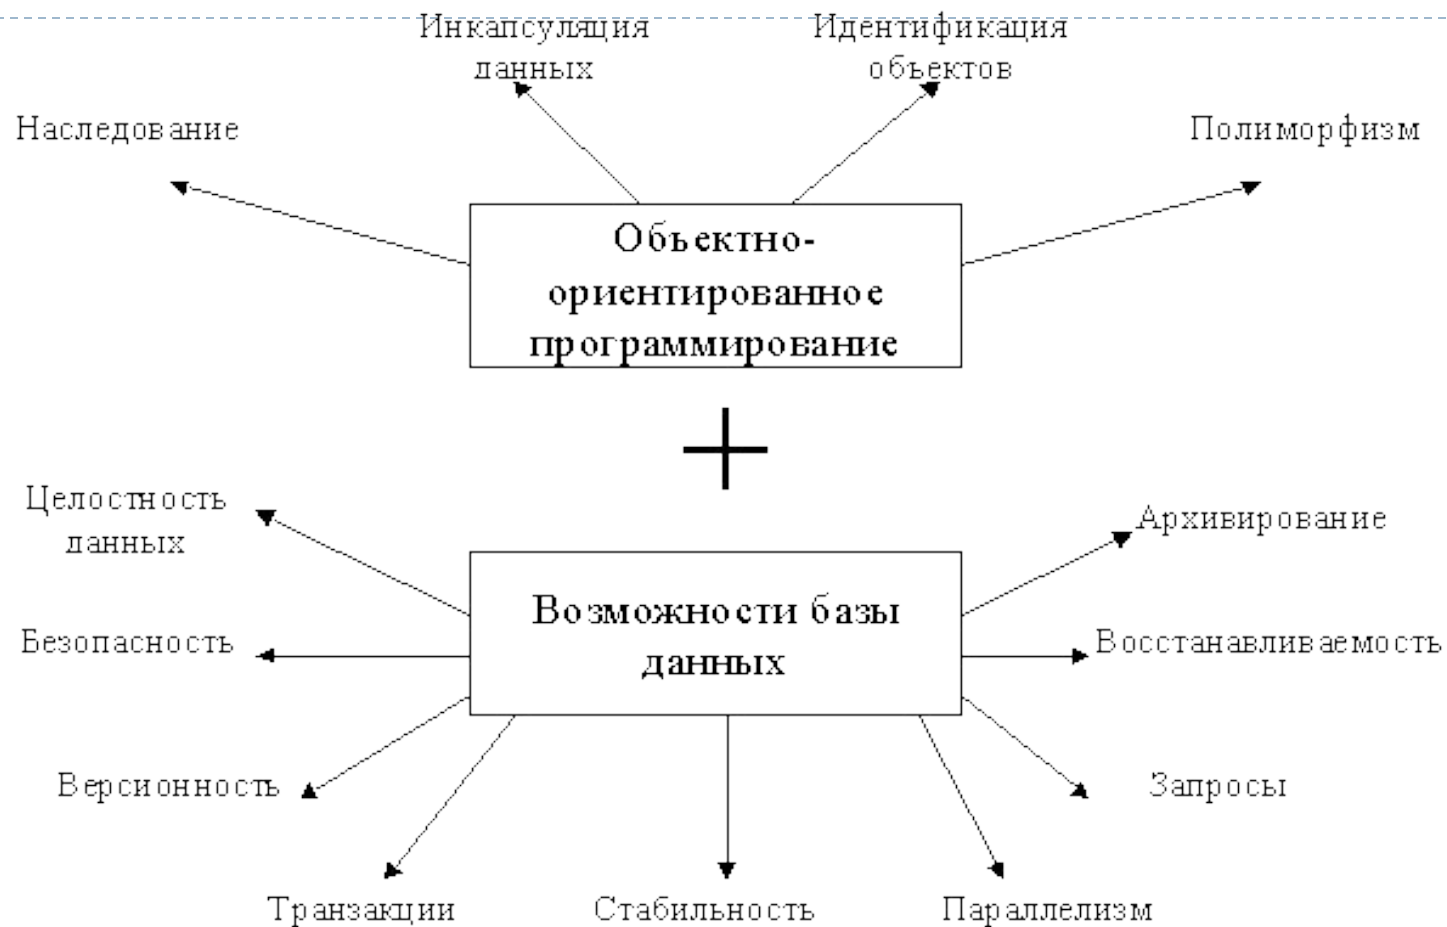 Инкапсуляция
данных
Идентификация
объектов
Наследование
Полиморфизм
Объектно-
ориентированное
программирование
Целостность
данных
Архивирование
Возможности базы
данных
Безопасность
Восстанавливаемость
Версионность
Запросы
Транзакции
Стабильность
Параллелизм